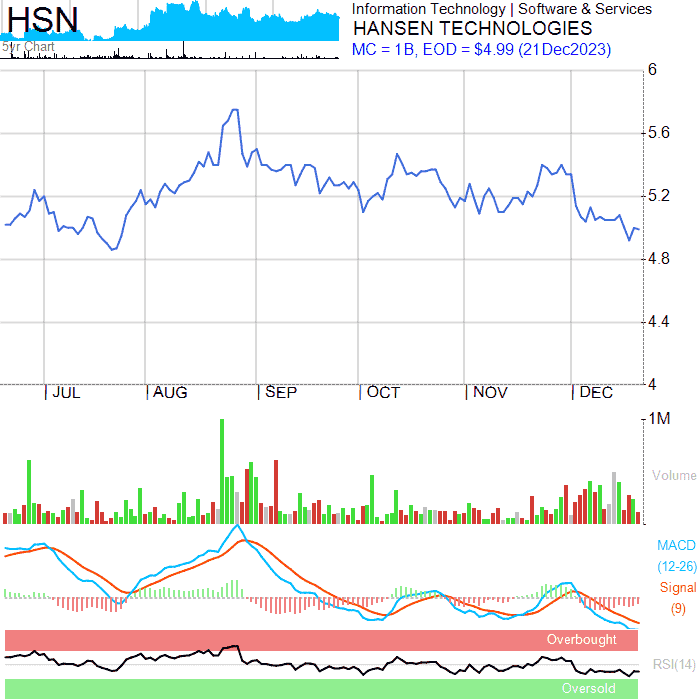 HSN
5yr Chart
Information Technology | Software & Services
HANSEN TECHNOLOGIES
MC = 1B, EOD = $4.99 (21Dec2023)
6
5.6
5.2
4.8
4.4
4
JUL
AUG
SEP
OCT
NOV
DEC
1M
Volume
MACD
(12-26)
Signal
(9)
Overbought
RSI(14)
Oversold